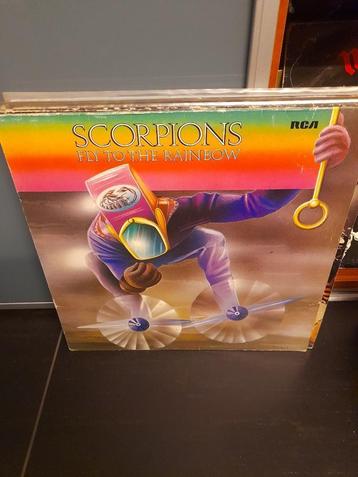 SCORPIONS
RCA
FLY TO THE RAINBOW